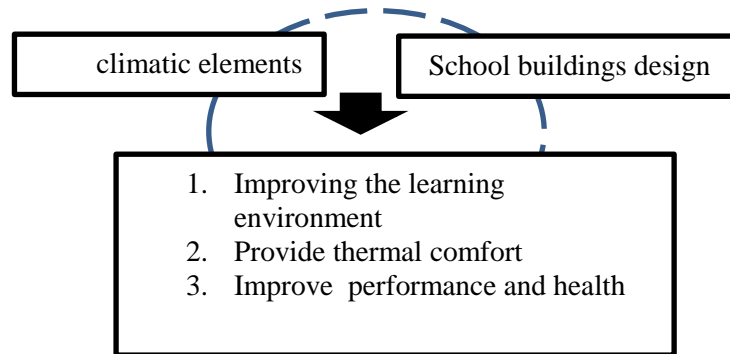 climatic elements
School buildings design
1. Improving the learning
environment
2. Provide thermal comfort
3. Improve  performance and health